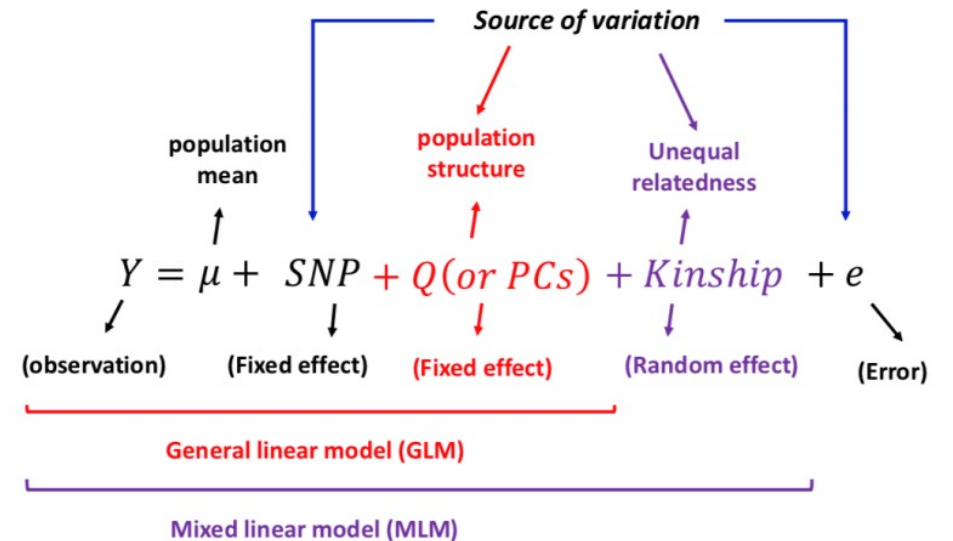 Source of variation
population
mean
population
structure
Unequal
relatedness
Y = μ + SNP + Q(or PCs) + Kinship + e
(observation) (Fixed effect) (Fixed effect) (Random effect) (Error)
General linear model (GLM)
Mixed linear model (MLM)